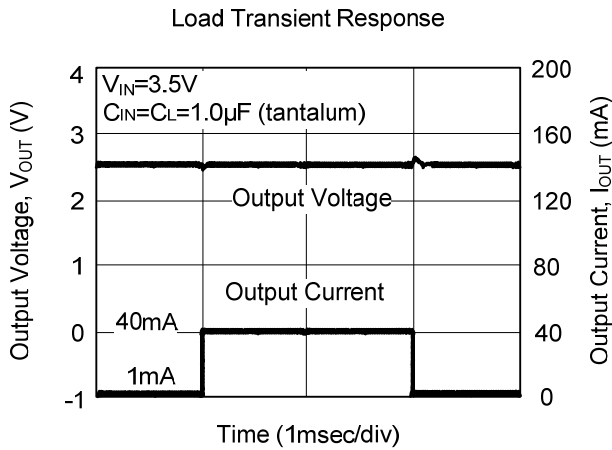 Load Transient Response
4
3
2
1
0
-1
200
160
120
80
40
0
Output Voltage, VOUT (V)
Output Current, IOUT (mA)
VIN=3.5V
CIN=CL=1.0µF (tantalum)
Output Voltage
Output Current
40mA
1mA
Time (1msec/div)